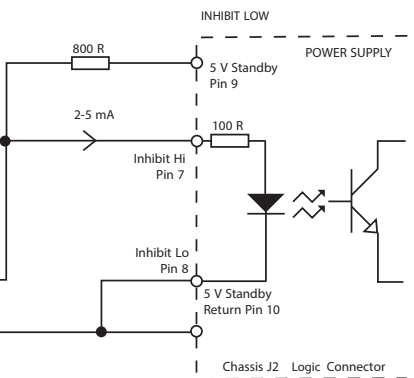 INHIBIT LOW
POWER SUPPLY
800 R
5 V Standby
Pin 9
2-5 mA
100 R
Inhibit Hi
Pin 7
Inhibit Lo
Pin 8
5 V Standby
Return Pin 10
Chassis J2 Logic Connector